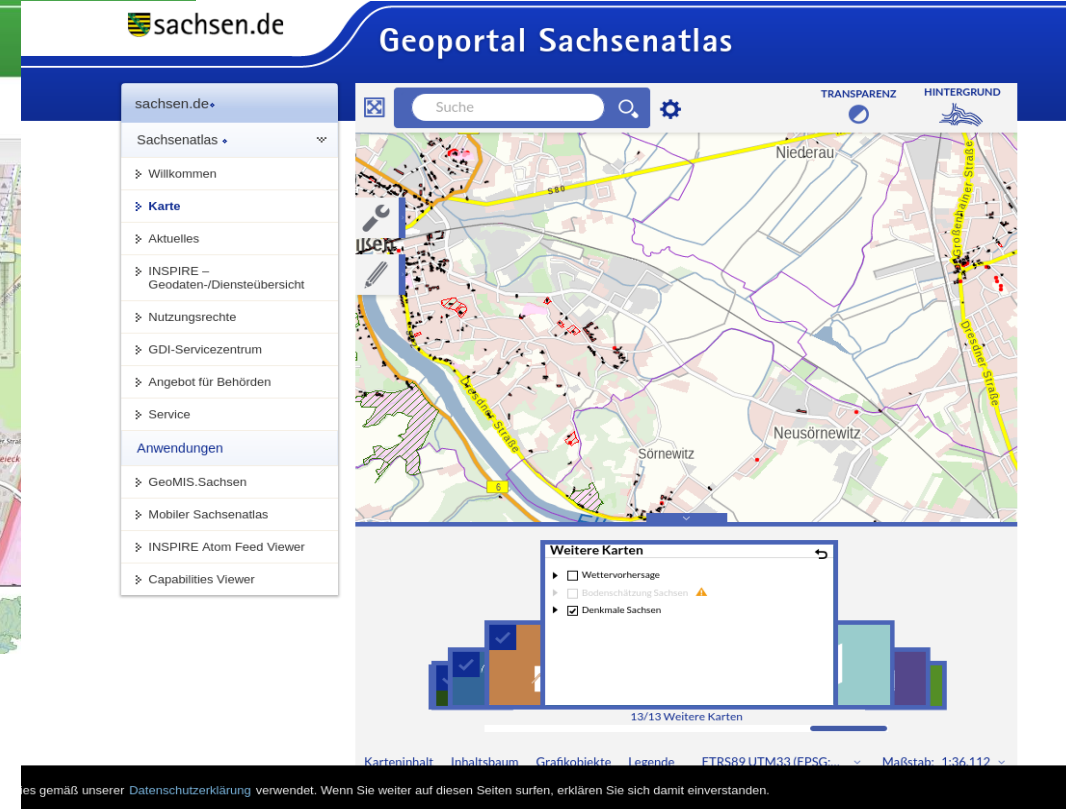 sachsen.de
Geoportal Sachsenatlas
sachsen.de
Sachsenatlas
Willkommen
Karte
Aktuelles
INSPIRE –
Geodaten-/Diensteübersicht
Nutzungsrechte
GDI-Servicezentrum
Angebot für Behörden
Service
Anwendungen
GeoMIS.Sachsen
Mobiler Sachsenatlas
INSPIRE Atom Feed Viewer
Capabilities Viewer
Suche
TRANSPARENZ
HINTERGRUND
Niederau
S80
Großenhainer Straße
Dresdner Straße
Dresdner Straße
Neusörnewitz
Sörnewitz
6
Weitere Karten
Wettervorhersage
Bodenschätzung Sachsen
Denkmale Sachsen
13/13 Weitere Karten
Karteninhalt Inhaltsbaum Grafikobjekte Legende ETRS89 UTM33 (EPSG:... Maßstab: 1:36.112
ies gemäß unserer Datenschutzerklärung verwendet. Wenn Sie weiter auf diesen Seiten surfen, erklären Sie sich damit einverstanden.